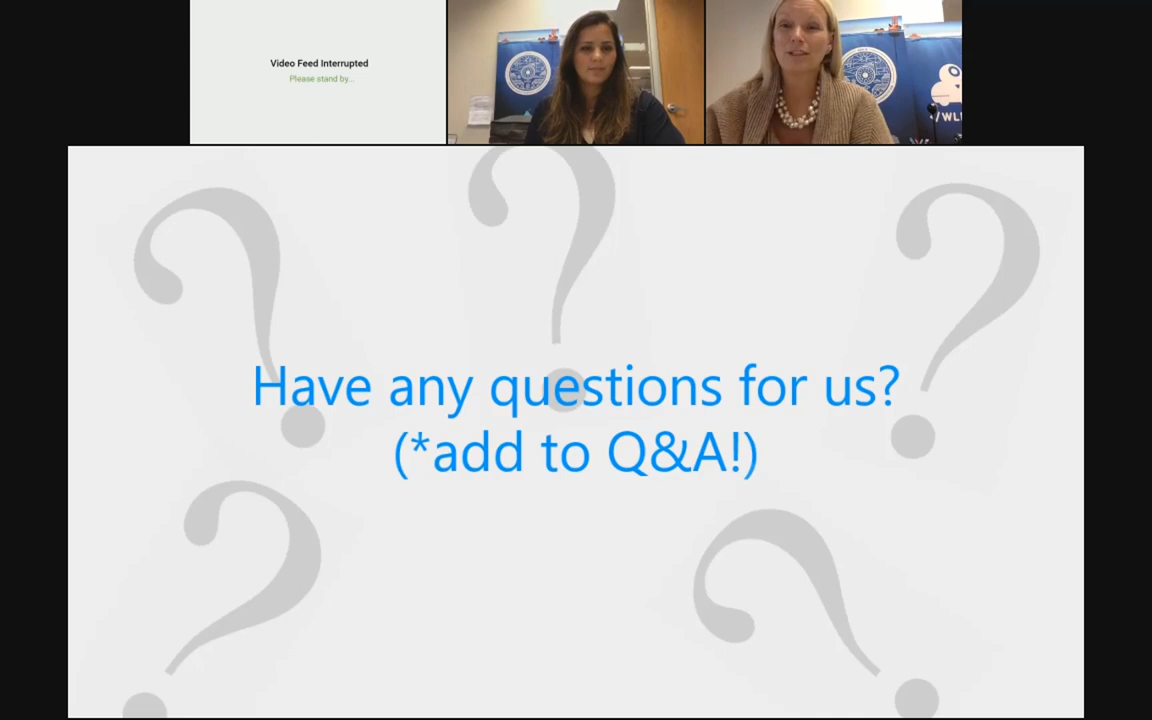 Video Feed Interrupted
Please stand by...
Have any questions for us?
(*add to Q&A!)